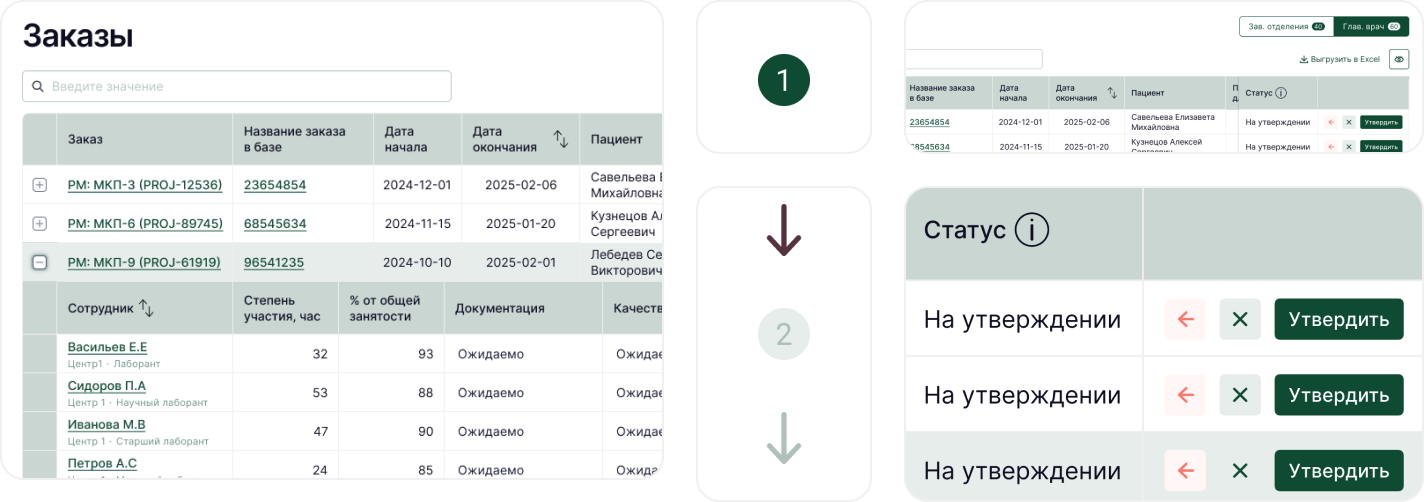 Заказы
Введите значение
Заказ
Название заказа
в базе
Дата
начала
Дата
окончания
Пациент
РМ: МКП-3 (PROJ-12536)
23654854
2024-12-01
2025-02-06
Савельева
Михайловна
РМ: МКП-6 (PROJ-89745)
68545634
2024-11-15
2025-01-20
Кузнецов
Сергеевич
РМ: МКП-9 (PROJ-61919)
96541235
2024-10-10
2025-02-01
Лебедев Се
Викторович
Сотрудник
Степень
участия, час
% от общей
занятости
Документация
Качеств
Васильев Е.Е
Центр1 · Лаборант
32
93
Ожидаемо
Ожидае
Сидоров П.А
Центр 1 · Научный лаборант
53
88
Ожидаемо
Ожидае
Иванова М.В
Центр 1 · Старший лаборант
47
90
Ожидаемо
Ожидае
Петров А.С
24
85
Ожидаемо
Ожида
1
2
Зав. отделения 40
Глав. врач 60
Выгрузить в Excel
Название заказа
в базе
Дата
начала
Дата
окончания
Пациент
Статус
23654854
2024-12-01
2025-02-06
Савельева Елизавета
Михайловна
На утверждении
Утвердить
68545634
2024-11-15
2025-01-20
Кузнецов Алексей
Сергеевич
На утверждении
Утвердить
Статус
На утверждении
Утвердить
На утверждении
Утвердить
На утверждении
Утвердить